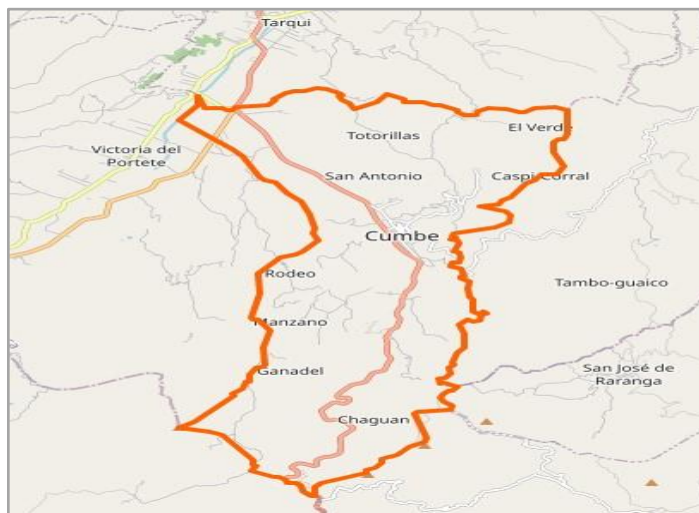 Tarqui
Totorillas
El Verde
Victoria del
Portete
San Antonio
Caspi Corral
Cumbe
Rodeo
Tambo-guaico
Manzano
Ganadel
San José de
Raranga
Chaguan